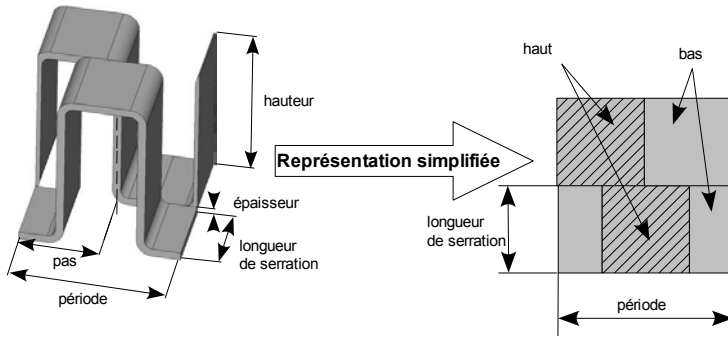 hauteur
épaisseur
longueur
de serration
pas
période
Représentation simplifiée
haut
bas
longueur
de serration
période